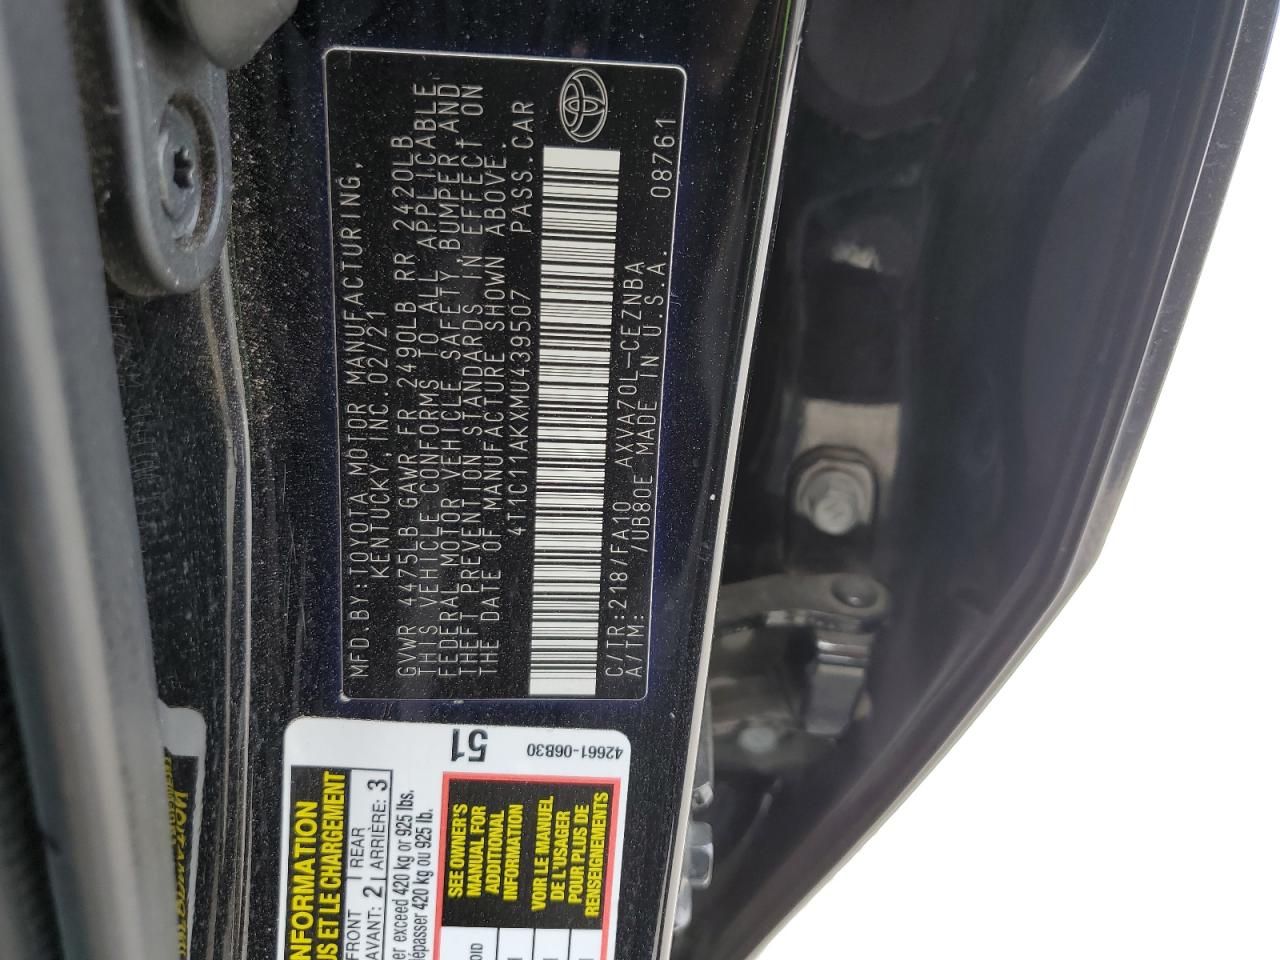 MFD.BY:TOYOTA MOTOR MANUFACTURING,
KENTUCKY,INC.02/21
GVWR 4475LB GAWR FR 2490LB RR 2420LB
THIS VEHICLE CONFORMS TO ALL APPLICABLE
FEDERAL MOTOR VEHICLE SAFETY,BUMPER,AND
THEFT PREVENTION STANDARDS IN EFFECT ON
THE DATE OF MANUFACTURE SHOWN ABOVE.
4T1C11AKXMU439507 PASS.CAR
C/TR:218/FA10 AXVA70L-CEZNBA
A/TM: /UB80E MADE IN U.S.A. 08761
51
42661-06B30
INFORMATION
US ET LE CHARGEMENT
FRONT REAR
AVANT: 2 ARRIÈRE: 3
er exceed 420 kg or 925 lbs.
dépasser 420 kg ou 925 lb.
SEE OWNER'S
MANUAL FOR
ADDITIONAL
INFORMATION
VOIR LE MANUEL
DE L'USAGER
POUR PLUS DE
RENSEIGNEMENTS